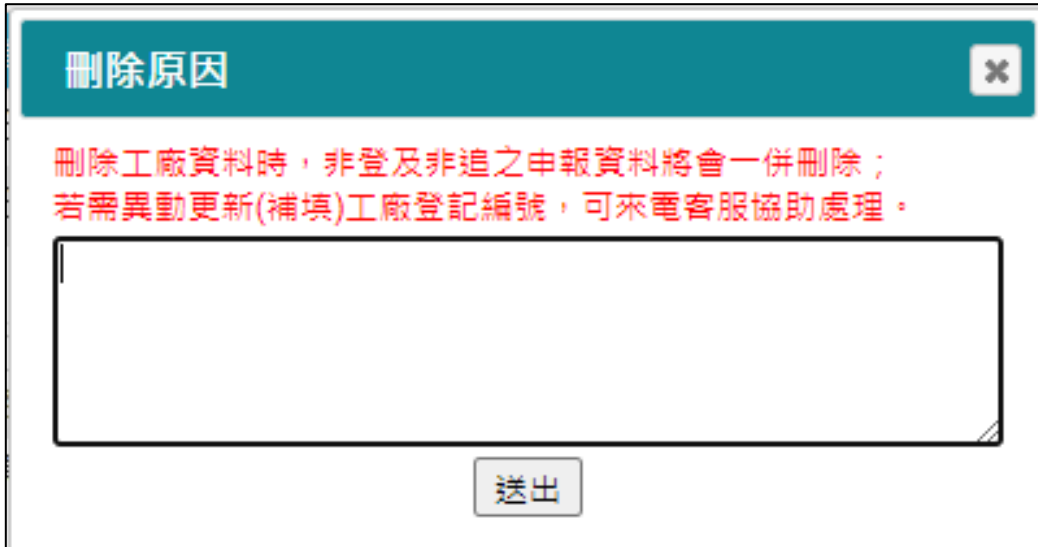 刪除原因
刪除工廠資料時，非登及非追之申報資料將會一併刪除；
若需異動更新(補填)工廠登記編號，可來電客服協助處理。
送出